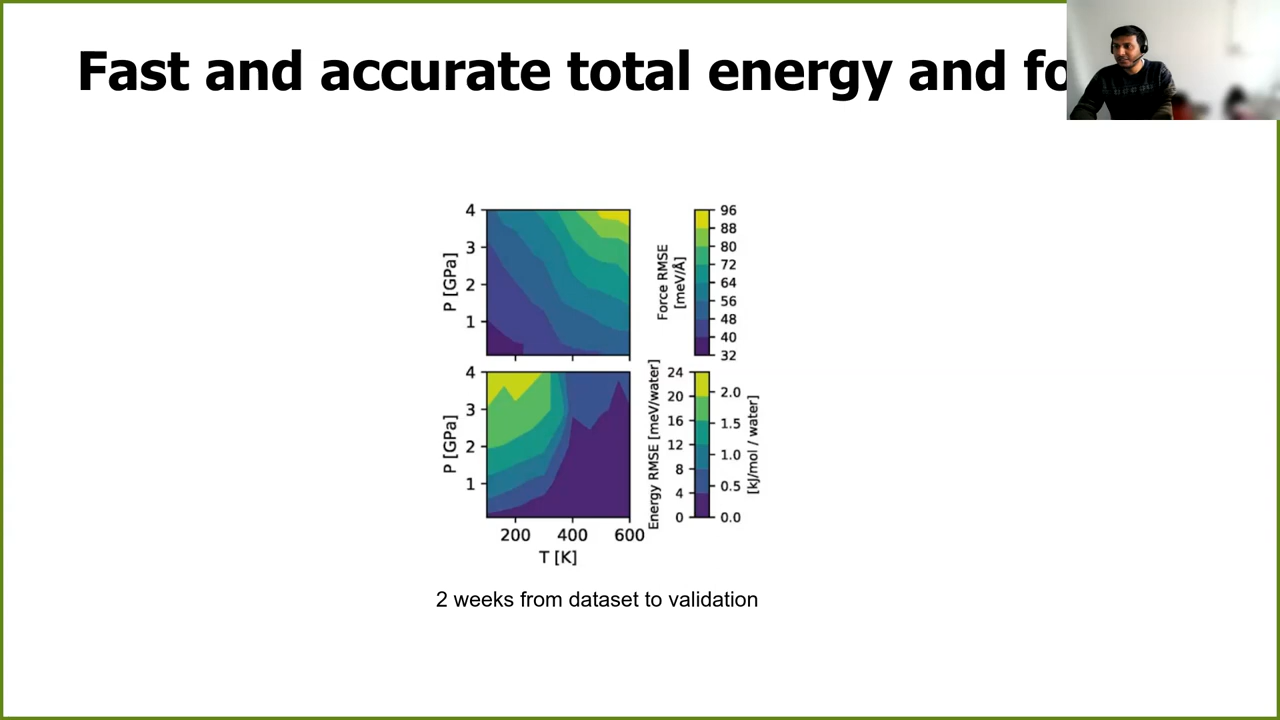 Fast and accurate total energy and fo
4
3
2
1
P [GPa]
Force RMSE
[meV/Å]
96
88
80
72
64
56
48
40
32
4
3
2
1
P [GPa]
200 400 600
T [K]
Energy RMSE [meV/water]
24
20
16
12
8
4
0
2.0
1.5
1.0
0.5
0.0
[kJ/mol / water]
2 weeks from dataset to validation